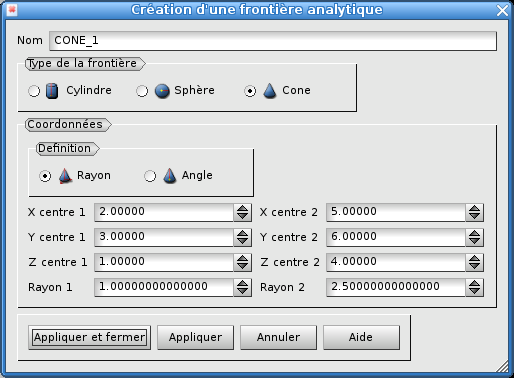 Création d'une frontière analytique
Nom CONE_1
Type de la frontière
Cylindre Sphère Cone
Coordonnées
Definition
Rayon Angle
X centre 1 2.00000 X centre 2 5.00000
Y centre 1 3.00000 Y centre 2 6.00000
Z centre 1 1.00000 Z centre 2 4.00000
Rayon 1 1.00000000000000 Rayon 2 2.50000000000000
Appliquer et fermer Appliquer Annuler Aide